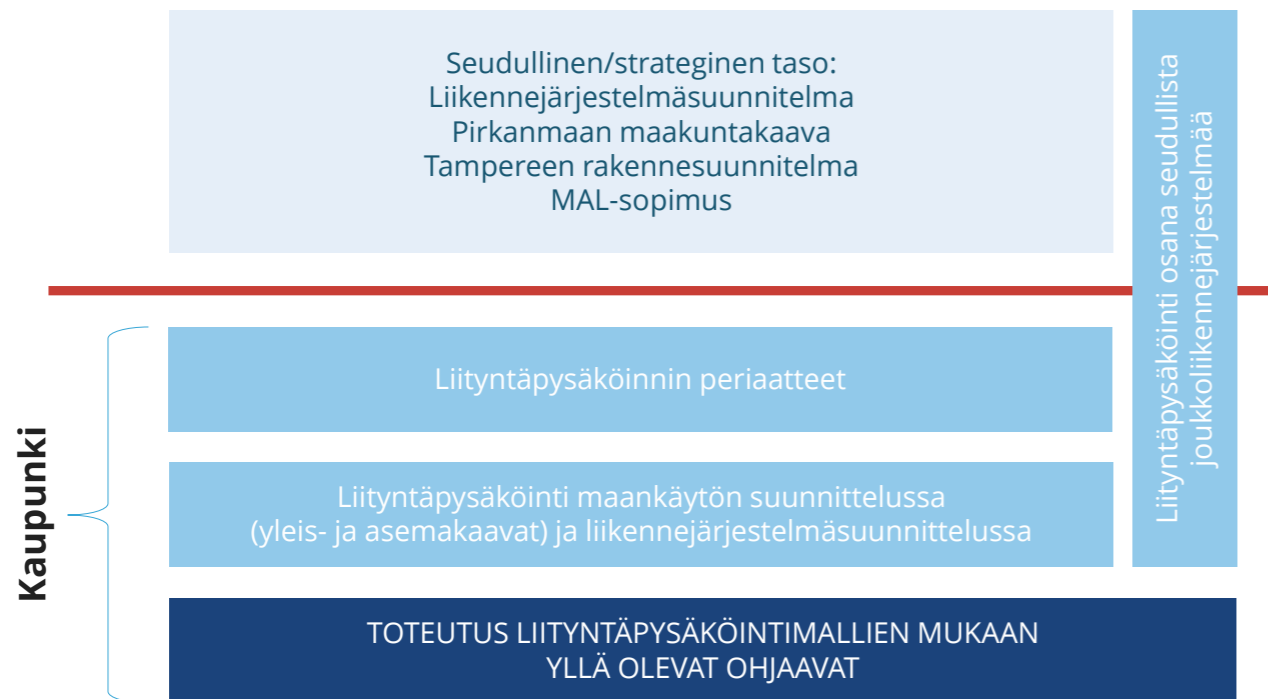 Seudullinen/strateginen taso:
Liikennejärjestelmäsuunnitelma
Pirkanmaan maakuntakaava
Tampereen rakennesuunnitelma
MAL-sopimus
Liityntäpysäköinti osana seudullista
joukkoliikennejärjestelmää
Kaupunki
Liityntäpysäköinnin periaatteet
Liityntäpysäköinti maankäytön suunnittelussa
(yleis- ja asemakaavat) ja liikennejärjestelmäsuunnittelussa
TOTEUTUS LIITYNTÄPYSÄKÖINTIMALLIEN MUKAAN
YLLÄ OLEVAT OHJAAVAT